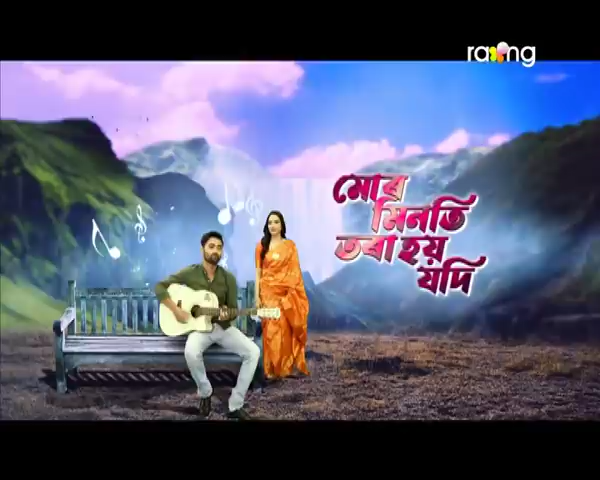 rang
মোৰ
মিনতি
তৰা হয়
যদি